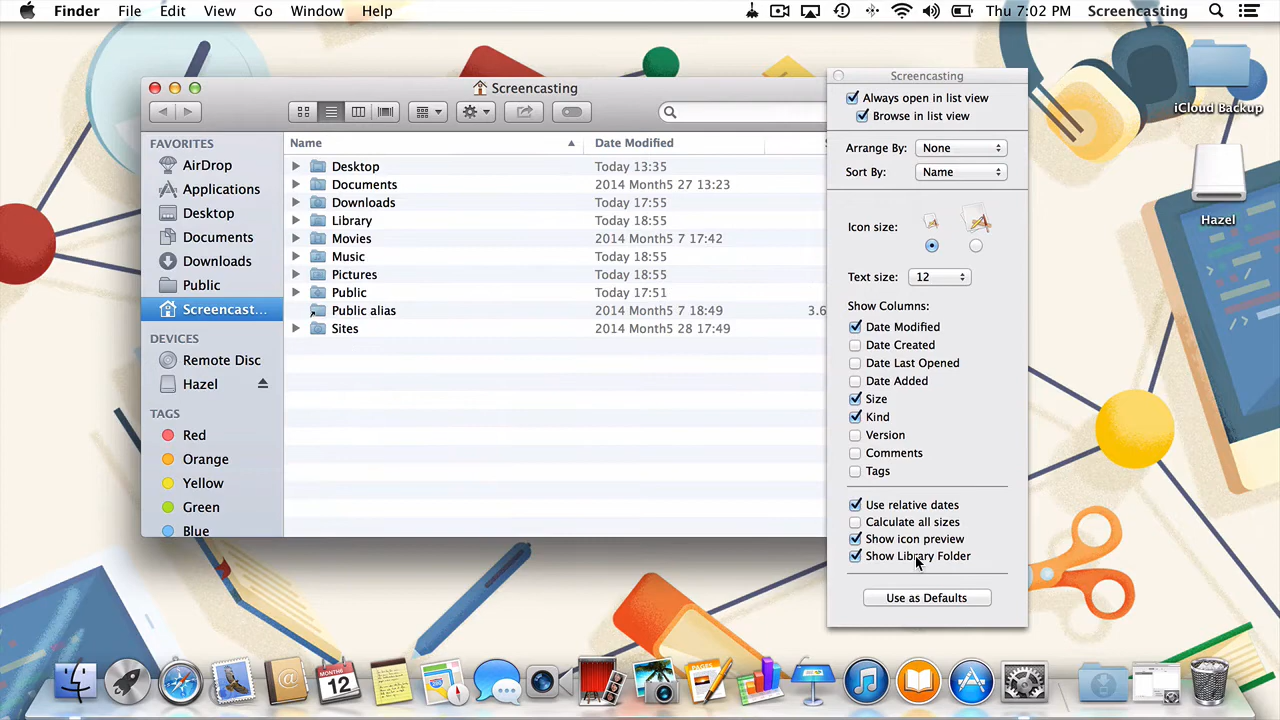 Finder File Edit View Go Window Help Thu 7:02 PM Screencasting
Screencasting
FAVORITES
AirDrop
Applications
Desktop
Documents
Downloads
Public
Screencast...
DEVICES
Remote Disc
Hazel
TAGS
Red
Orange
Yellow
Green
Blue
Name Date Modified
Desktop Today 13:35
Documents 2014 Month5 27 13:23
Downloads Today 17:55
Library Today 18:55
Movies 2014 Month5 7 17:42
Music Today 18:55
Pictures Today 18:55
Public Today 17:51
Public alias 2014 Month5 7 18:49 3.6
Sites 2014 Month5 28 17:49
Screencasting
Always open in list view
Browse in list view
Arrange By: None
Sort By: Name
Icon size:
Text size: 12
Show Columns:
Date Modified
Date Created
Date Last Opened
Date Added
Size
Kind
Version
Comments
Tags
Use relative dates
Calculate all sizes
Show icon preview
Show Library Folder
Use as Defaults
iCloud Backup
Hazel
12
PAGES